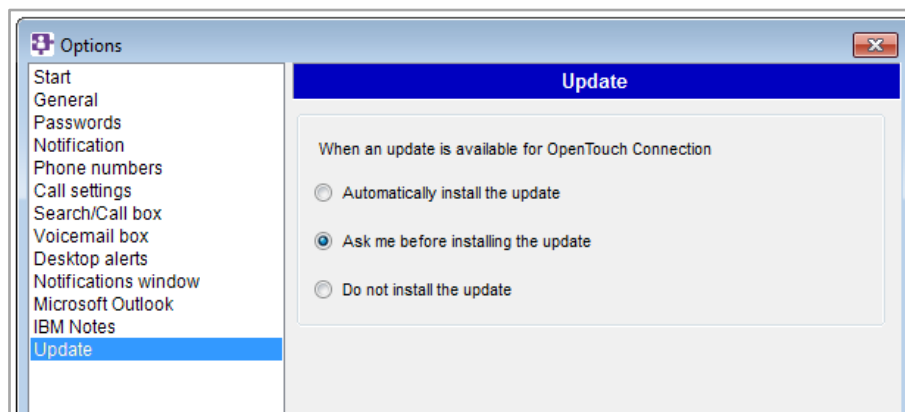 Options
Start
General
Passwords
Notification
Phone numbers
Call settings
Search/Call box
Voicemail box
Desktop alerts
Notifications window
Microsoft Outlook
IBM Notes
Update
Update
When an update is available for OpenTouch Connection
Automatically install the update
Ask me before installing the update
Do not install the update